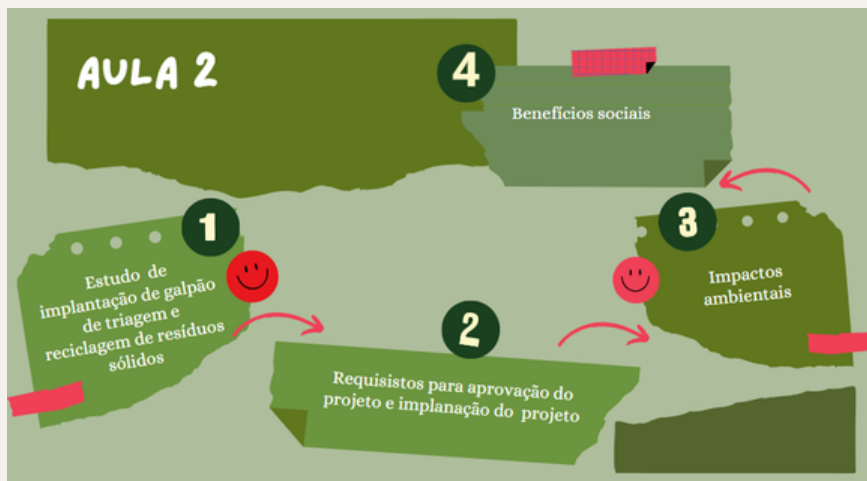 AULA 2
1
Estudo de
implantação de galpão
de triagem e
reciclagem de resíduos
sólidos
2
Requisistos para aprovação do
projeto e implanação do projeto
3
Impactos
ambientais
4
Benefícios sociais